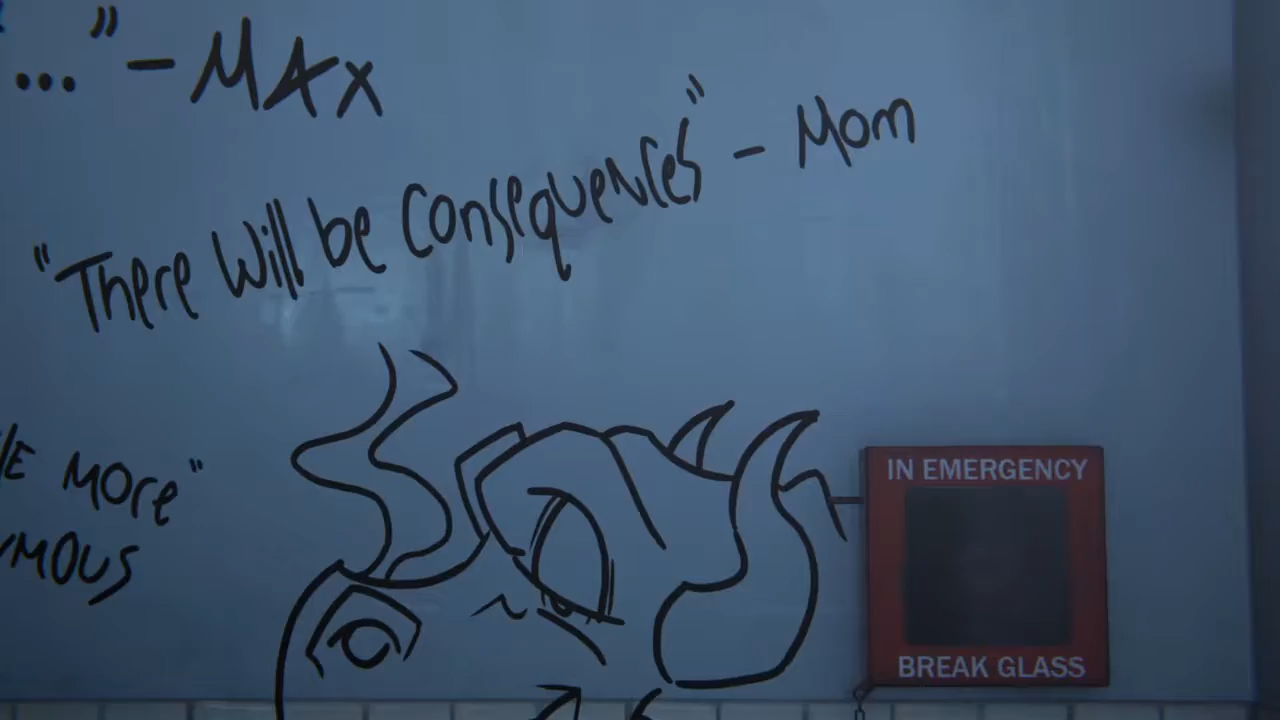 ..." - MAX
"There Will be Consequences" - Mom
MORE"
IN EMERGENCY
BREAK GLASS